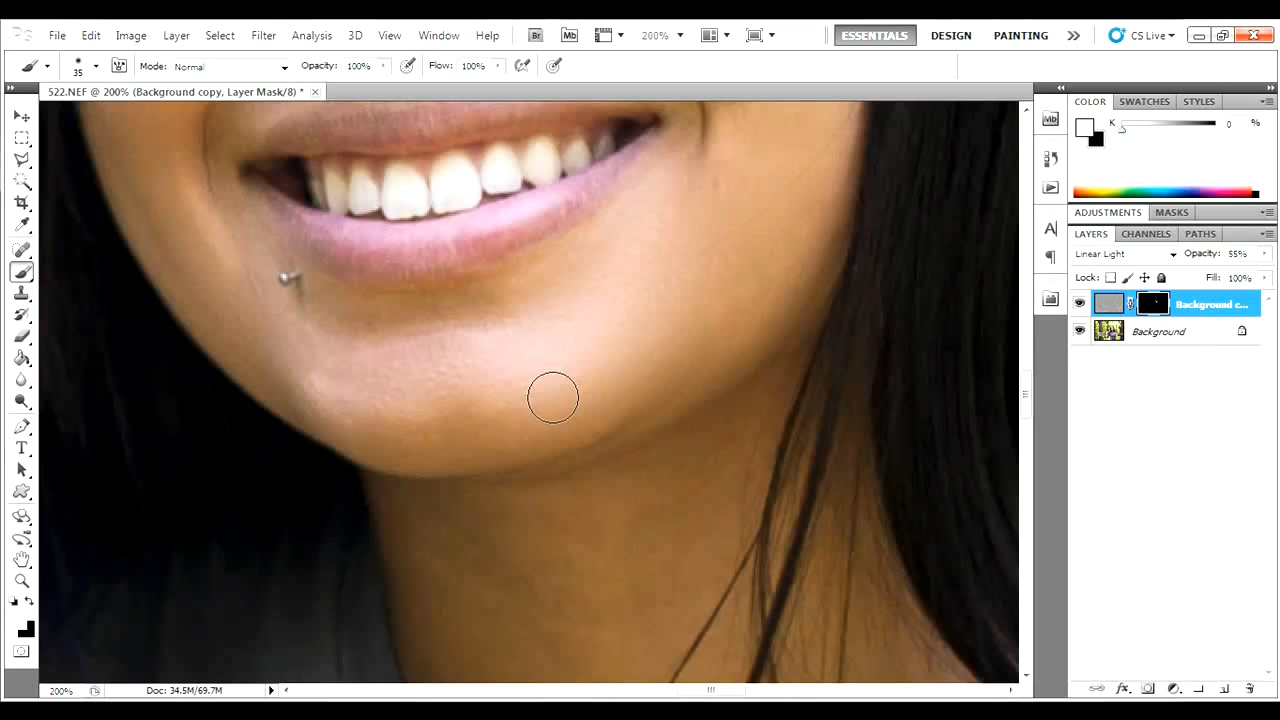 Ps File Edit Image Layer Select Filter Analysis 3D View Window Help Br Mb 200% ESSENTIALS DESIGN PAINTING CS Live
35 Mode: Normal Opacity: 100% Flow: 100%
522.NEF @ 200% (Background copy, Layer Mask/8) *
COLOR SWATCHES STYLES
Mb K 0 %
ADJUSTMENTS MASKS
LAYERS CHANNELS PATHS
Linear Light Opacity: 55%
Lock: Fill: 100%
Background c...
Background
200% Doc: 34.5M/69.7M